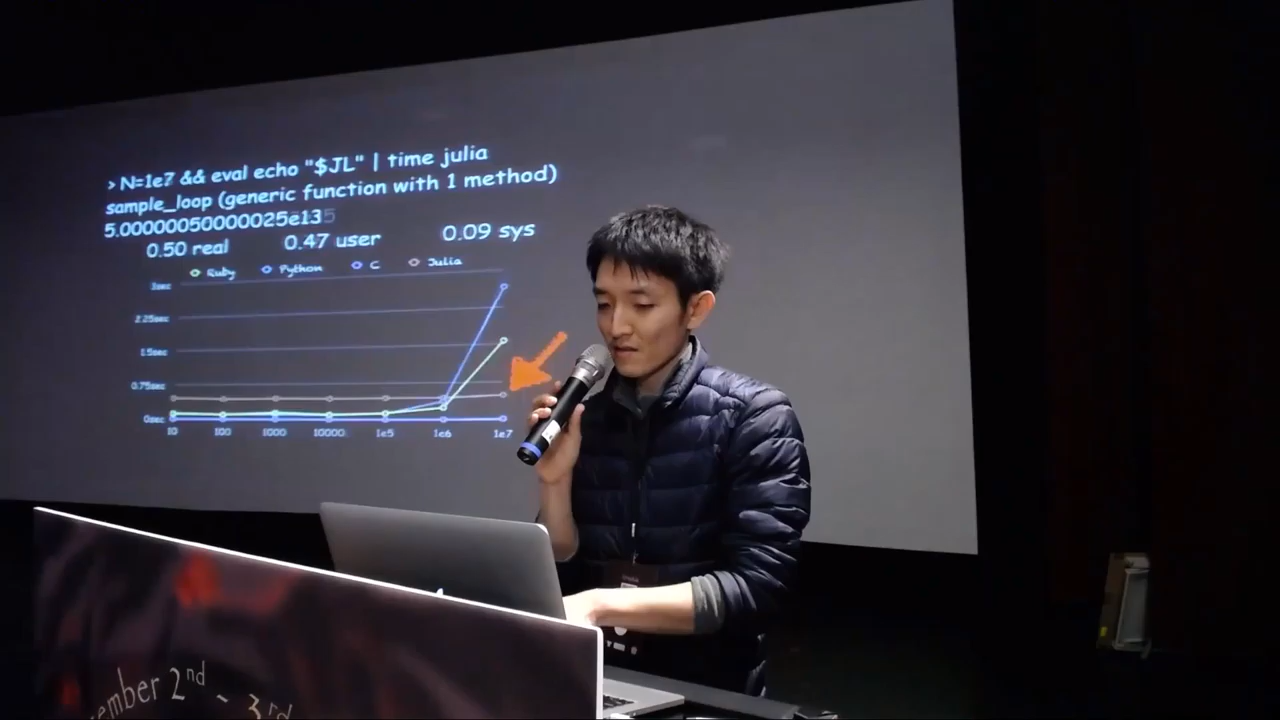 > N=1e7 && eval echo "$JL" | time julia
sample_loop (generic function with 1 method)
5.00000050000025e135
0.50 real 0.47 user 0.09 sys
Ruby Python C Julia
3sec
2.25sec
1.5sec
0.75sec
0sec
10 100 1000 10000 1e5 1e6 1e7
ember 2nd ~ 3rd